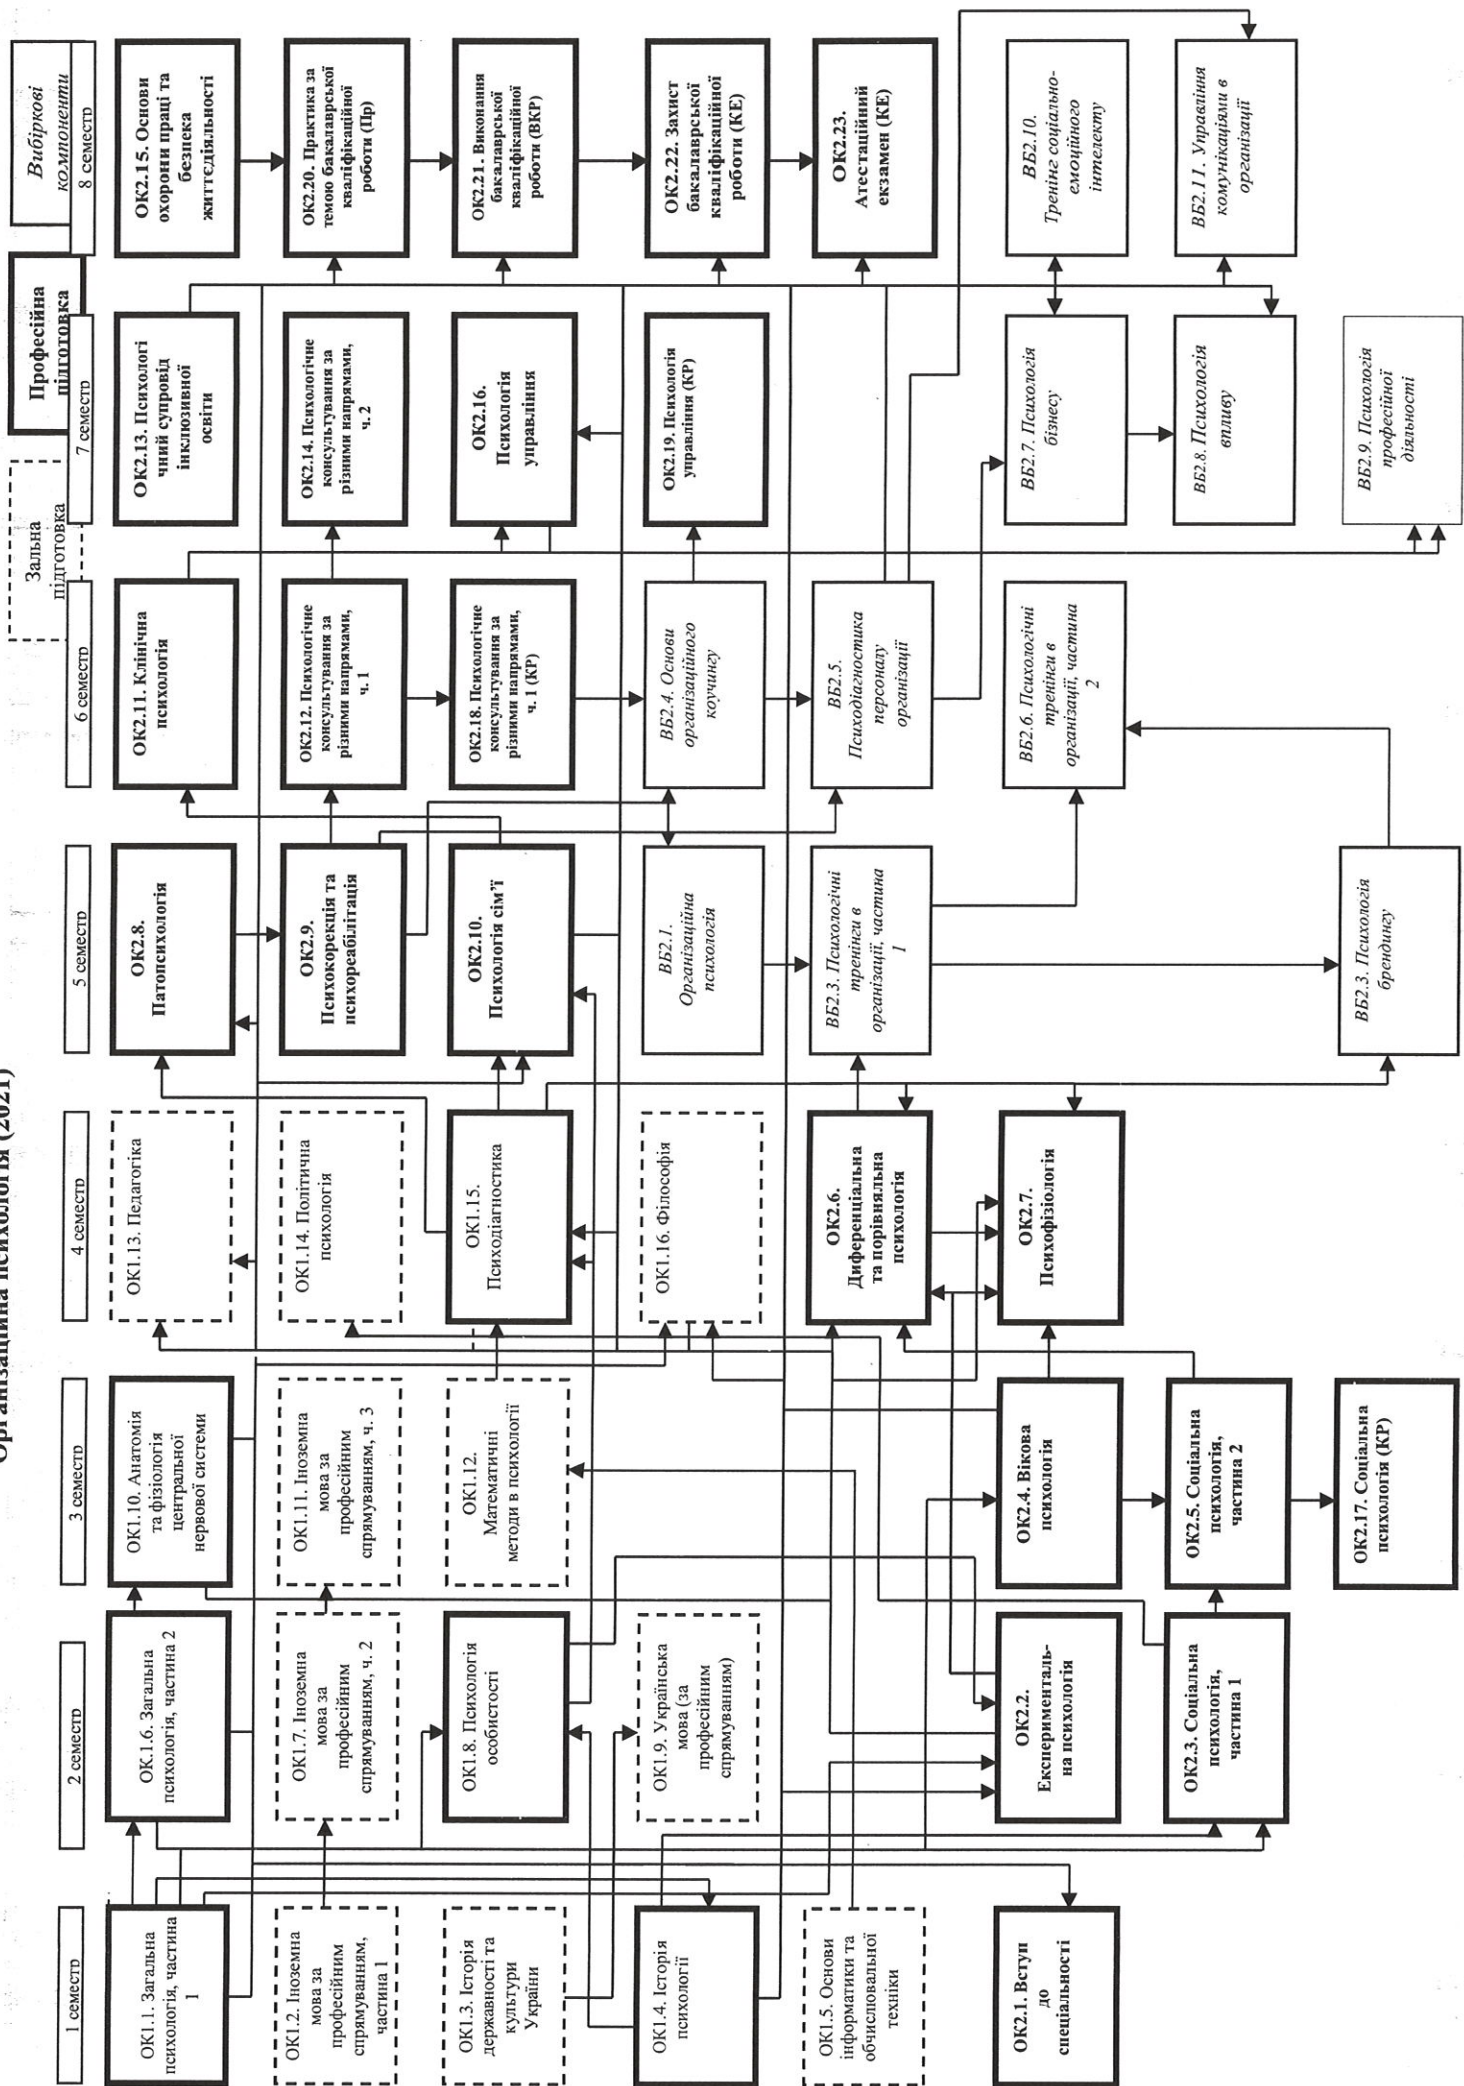 Організаційна психологія (2021)
Зальна
підготовка
Професійна
підготовка
Вибіркові
компоненти
1 семестр
2 семестр
3 семестр
4 семестр
5 семестр
6 семестр
7 семестр
8 семестр
ОК1.1. Загальна
психологія, частина
1
ОК1.2. Іноземна
мова за
професійним
спрямуванням,
частина 1
ОК1.3. Історія
державності та
культури
України
ОК1.4. Історія
психології
ОК1.5. Основи
інформатики та
обчислювальної
техніки
ОК2.1. Вступ
до
спеціальності
ОК.1.6. Загальна
психологія, частина 2
ОК1.7. Іноземна
мова за
професійним
спрямуванням, ч. 2
ОК1.8. Психологія
особистості
ОК1.9. Українська
мова (за
професійним
спрямуванням)
ОК2.2.
Експерименталь-
на психологія
ОК2.3. Соціальна
психологія,
частина 1
ОК1.10. Анатомія
та фізіологія
центральної
нервової системи
ОК1.11. Іноземна
мова за
професійним
спрямуванням, ч. 3
ОК1.12.
Математичні
методи в психології
ОК2.4. Вікова
психологія
ОК2.5. Соціальна
психологія,
частина 2
ОК2.17. Соціальна
психологія (КР)
ОК1.13. Педагогіка
ОК1.14. Політична
психологія
ОК1.15.
Психодіагностика
ОК1.16. Філософія
ОК2.6.
Диференціальна
та порівняльна
психологія
ОК2.7.
Психофізіологія
ОК2.8.
Патопсихологія
ОК2.9.
Психокорекція та
психореабілітація
ОК2.10.
Психологія сім’ї
ВБ2.1.
Організаційна
психологія
ВБ2.3. Психологічні
тренінги в
організації, частина
1
ВБ2.3. Психологія
брендингу
ОК2.11. Клінічна
психологія
ОК2.12. Психологічне
консультування за
різними напрямами,
ч. 1
ОК2.18. Психологічне
консультування за
різними напрямами,
ч. 1 (КР)
ВБ2.4. Основи
організаційного
коучингу
ВБ2.5.
Психодіагностика
персоналу
організації
ВБ2.6. Психологічні
тренінги в
організації, частина
2
ОК2.13. Психологі
чний супровід
інклюзивної
освіти
ОК2.14. Психологічне
консультування за
різними напрямами,
ч. 2
ОК2.16.
Психологія
управління
ОК2.19. Психологія
управління (КР)
ВБ2.7. Психологія
бізнесу
ВБ2.8. Психологія
впливу
ВБ2.9. Психологія
професійної
діяльності
ОК2.15. Основи
охорони праці та
безпека
життєдіяльності
ОК2.20. Практика за
темою бакалаврської
кваліфікаційної
роботи (Пр)
ОК2.21. Виконання
бакалаврської
кваліфікаційної
роботи (ВКР)
ОК2.22. Захист
бакалаврської
кваліфікаційної
роботи (КЕ)
ОК2.23.
Атестаційний
екзамен (КЕ)
ВБ2.10.
Тренінг соціально-
емоційного
інтелекту
ВБ2.11. Управління
комунікаціями в
організації